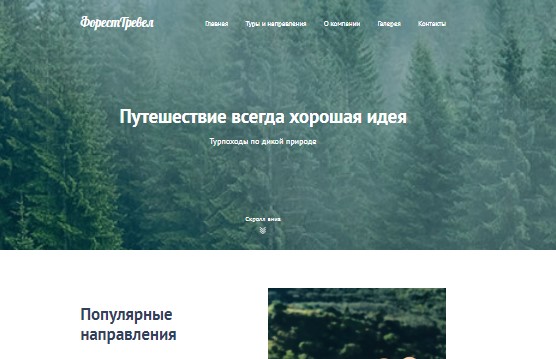 ФорестТревел
Главная Туры и направления О компании Галерея Контакты
Путешествие всегда хорошая идея
Турпоходы по дикой природе
Скролл вниз
Популярные
направления